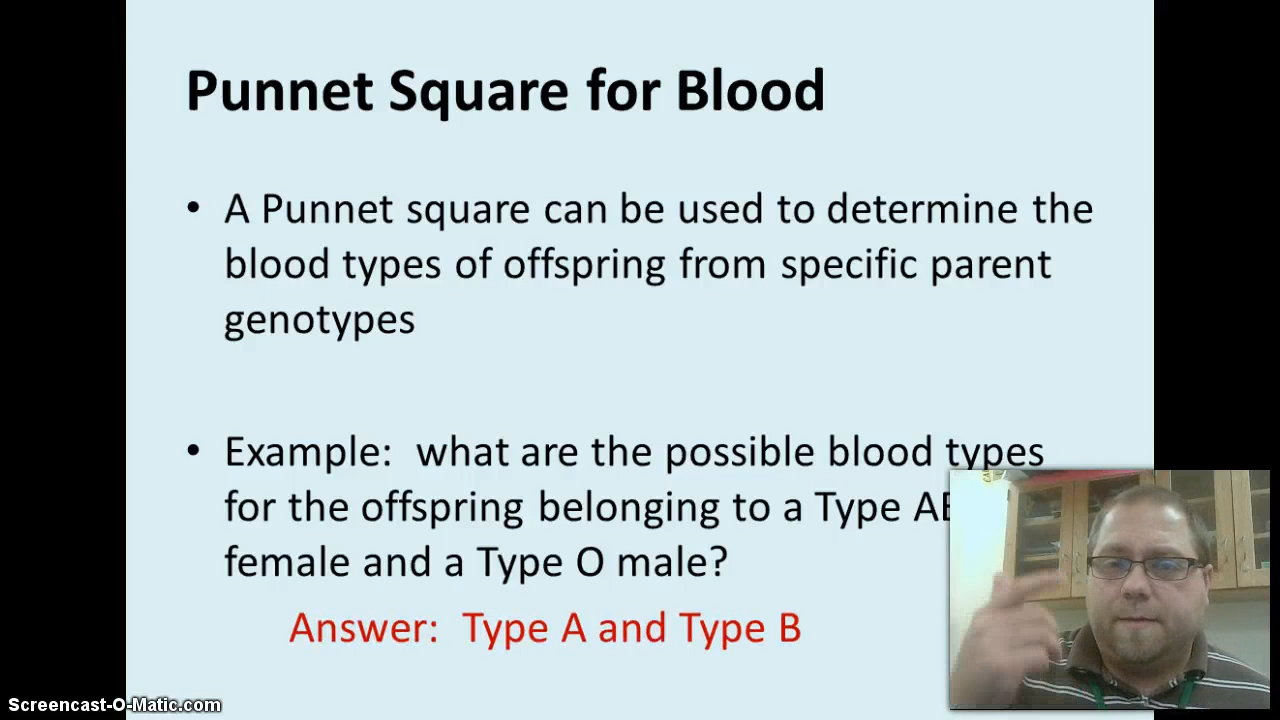 Punnet Square for Blood
• A Punnet square can be used to determine the
blood types of offspring from specific parent
genotypes
• Example: what are the possible blood types
for the offspring belonging to a Type
female and a Type O male?
Answer: Type A and Type B
Screencast-O-Matic.com